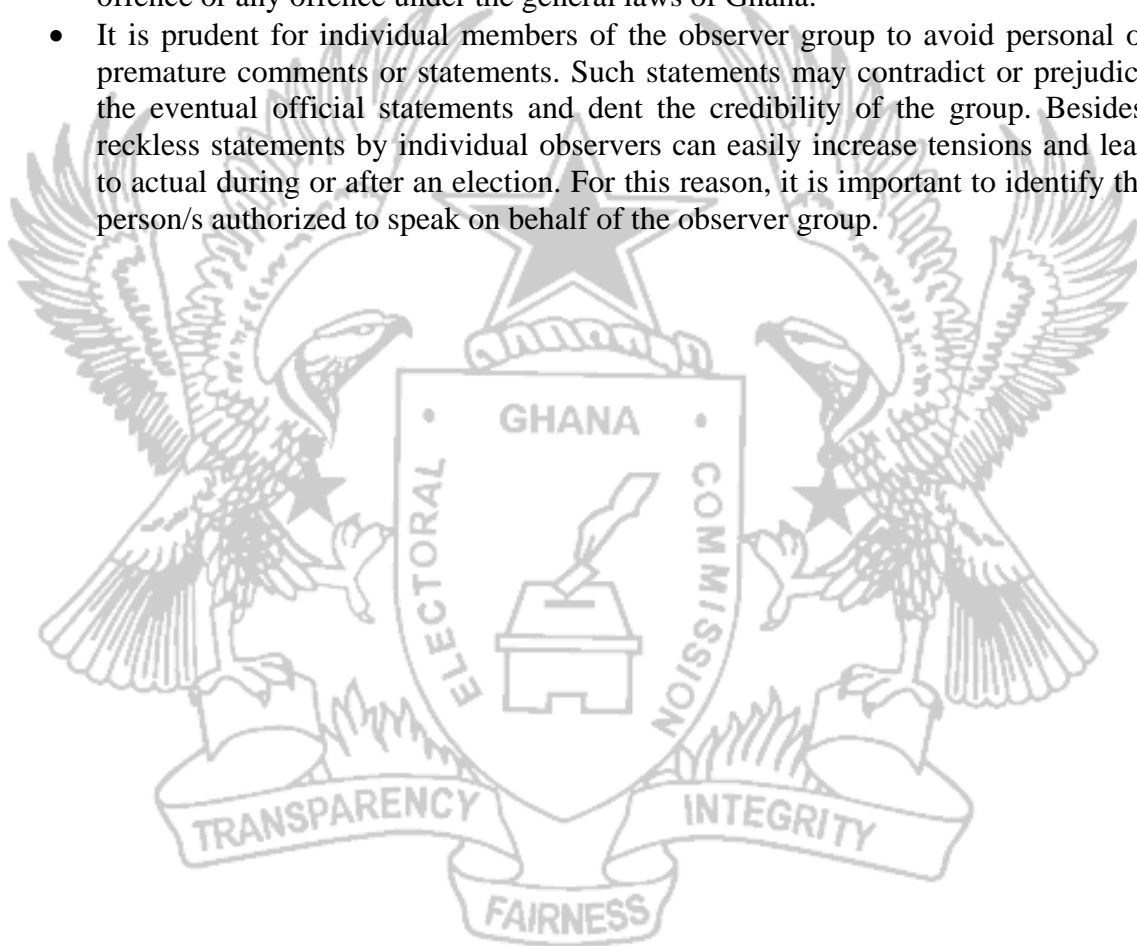 offence or any offence under the general laws of Ghana.
• It is prudent for individual members of the observer group to avoid personal o
premature comments or statements. Such statements may contradict or prejudic
the eventual official statements and dent the credibility of the group. Besides
reckless statements by individual observers can easily increase tensions and lea
to actual during or after an election. For this reason, it is important to identify th
person/s authorized to speak on behalf of the observer group.
GHANA
ELECTORAL
COMMISSION
TRANSPARENCY
INTEGRITY
FAIRNESS